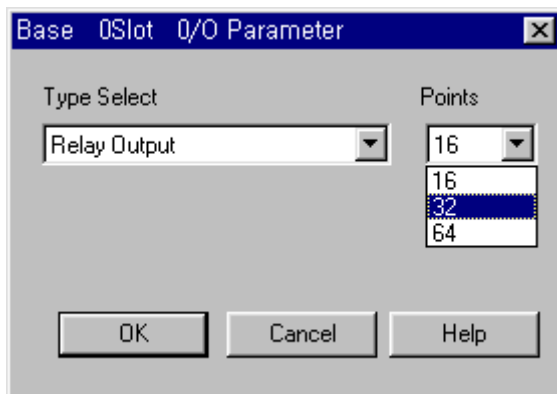 Base 0Slot 0/O Parameter
Type Select
Points
Relay Output
16
16
32
64
OK
Cancel
Help